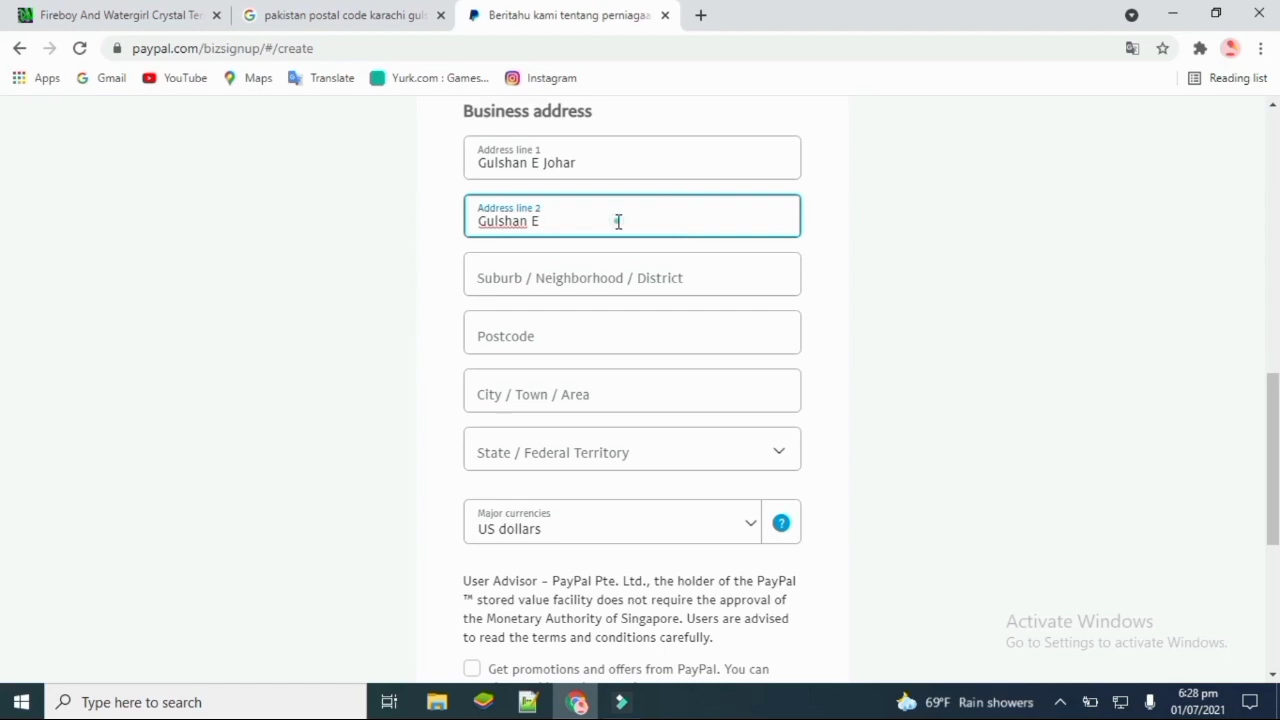 Fireboy And Watergirl Crystal Te
pakistan postal code karachi guls
Beritahu kami tentang perniagaa
paypal.com/bizsignup/#/create
Apps
Gmail
YouTube
Maps
Translate
Yurk.com : Games...
Instagram
Reading list
Business address
Address line 1
Gulshan E Johar
Address line 2
Gulshan E
Suburb / Neighborhood / District
Postcode
City / Town / Area
State / Federal Territory
Major currencies
US dollars
?
User Advisor - PayPal Pte. Ltd., the holder of the PayPal
™ stored value facility does not require the approval of
the Monetary Authority of Singapore. Users are advised
to read the terms and conditions carefully.
Get promotions and offers from PayPal. You can
Activate Windows
Go to Settings to activate Windows.
Type here to search
69°F Rain showers
6:28 pm
01/07/2021